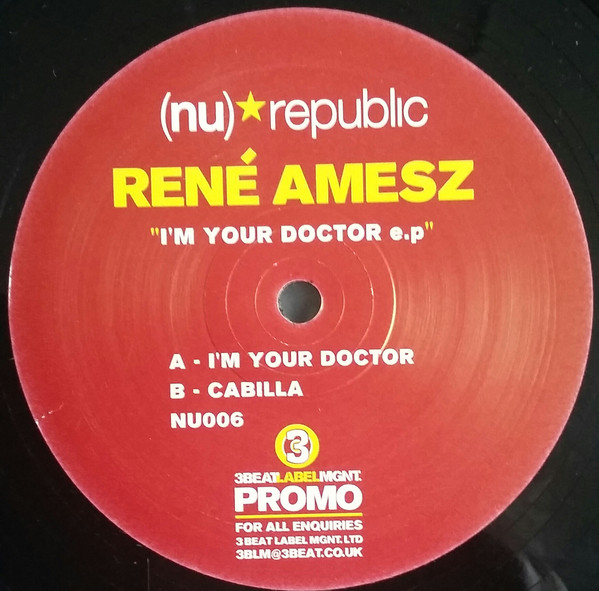 (nu)★republic
RENÉ AMESZ
"I'M YOUR DOCTOR e.p"
A - I'M YOUR DOCTOR
B - CABILLA
NU006
3
3BEATLABELMGNT.
PROMO
FOR ALL ENQUIRIES
3 BEAT LABEL MGNT. LTD
3BLM@3BEAT.CO.UK